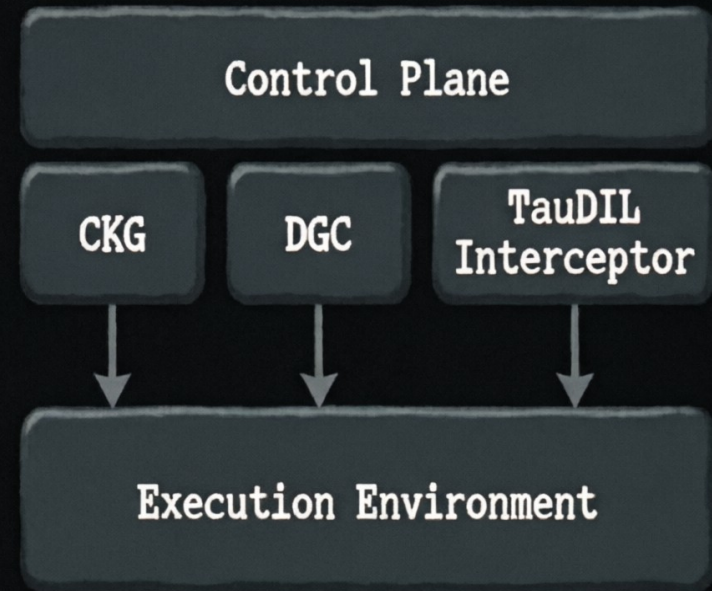 Control Plane
CKG
DGC
TauDIL
Interceptor
Execution Environment